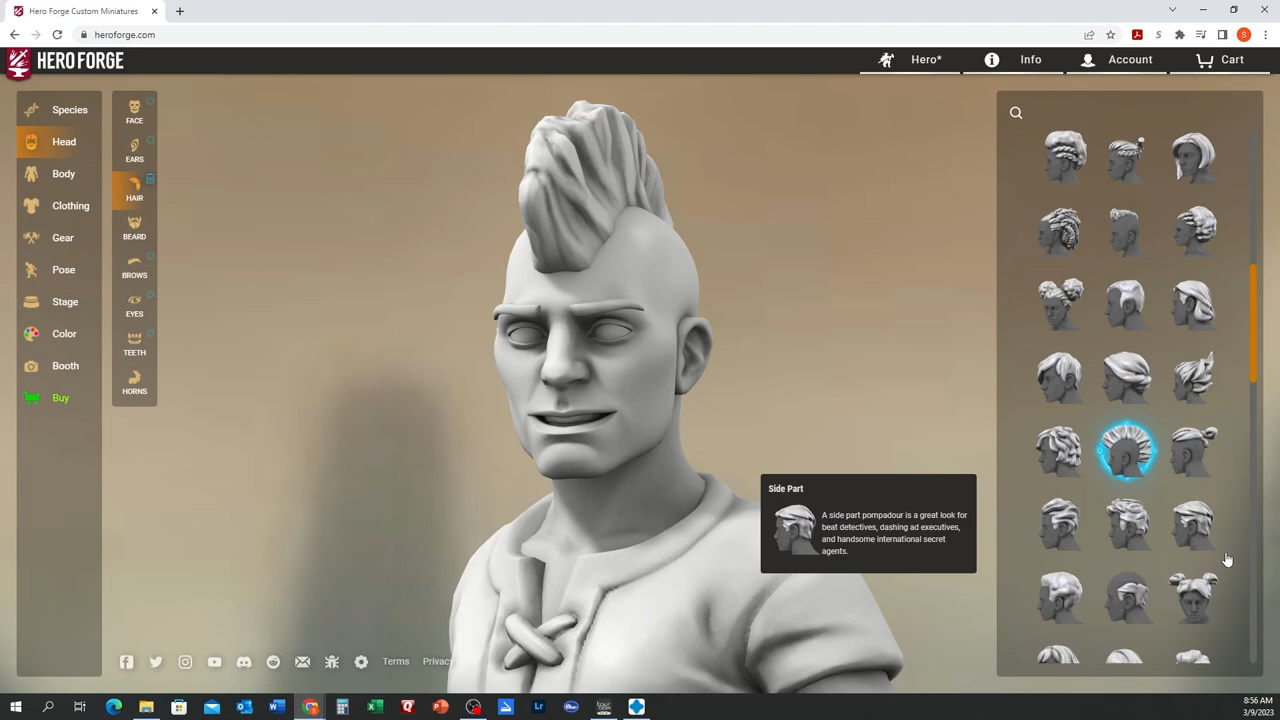 Hero Forge Custom Miniatures
heroforge.com
S
S
HERO FORGE
Hero*
Info
Account
Cart
Species
Head
Body
Clothing
Gear
Pose
Stage
Color
Booth
Buy
FACE
EARS
HAIR
BEARD
BROWS
EYES
TEETH
HORNS
Side Part
A side part pompadour is a great look for
beat detectives, dashing ad executives,
and handsome international secret
agents.
Terms
Privacy
8:56 AM
3/9/2023